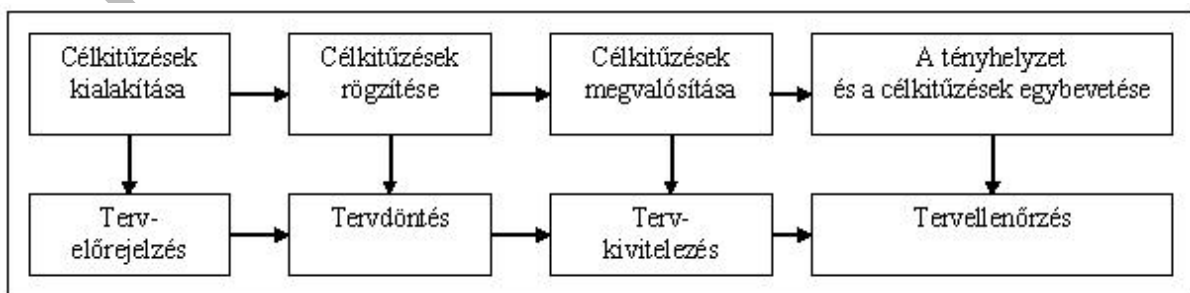 Célkitűzések
kialakítása
Célkitűzések
rögzítése
Célkitűzések
megvalósítása
A tényhelyzet
és a célkitűzések egybevetése
Terv-
előrejelzés
Tervdöntés
Terv-
kivitelezés
Tervellenőrzés